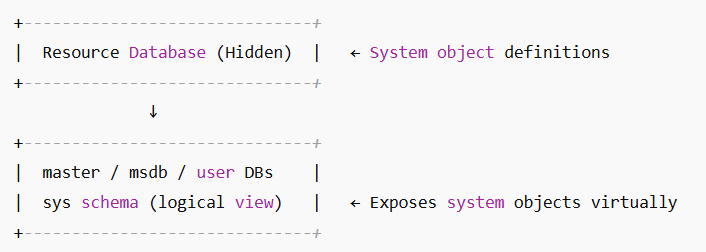 +-----------------------------+
|  Resource Database (Hidden)  |   ← System object definitions
+-----------------------------+
↓
+-----------------------------+
|  master / msdb / user DBs    |
|  sys schema (logical view)   |   ← Exposes system objects virtually
+-----------------------------+